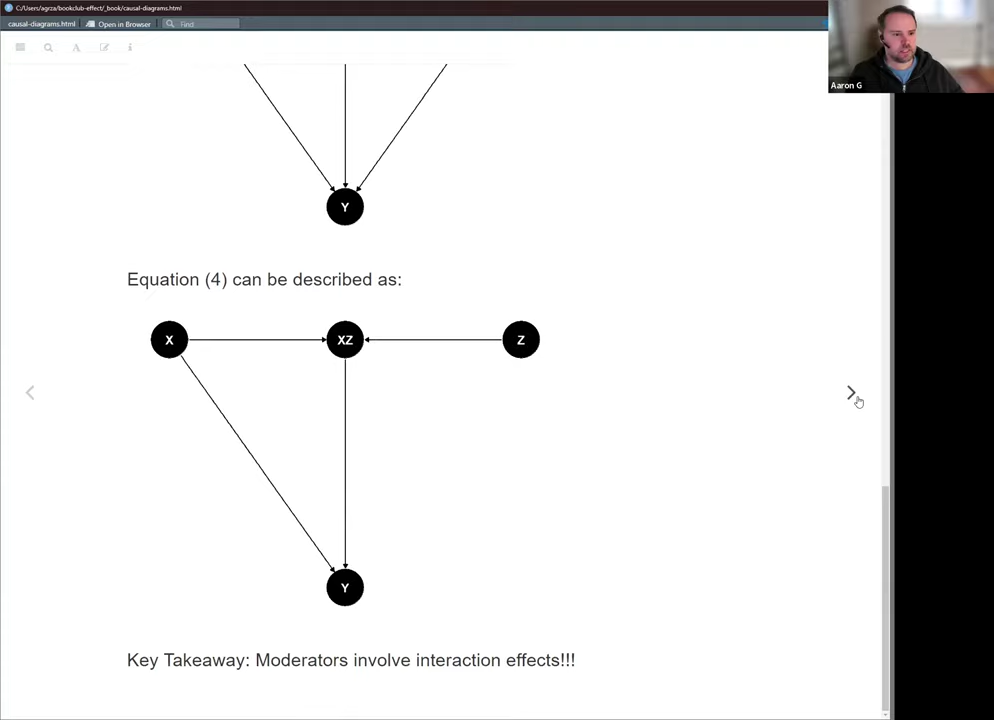 C:/Users/agrza/bookclub-effect/_book/causal-diagrams.html
causal-diagrams.html Open in Browser Find
A i
Aaron G
Y
Equation (4) can be described as:
X XZ Z
Y
Key Takeaway: Moderators involve interaction effects!!!